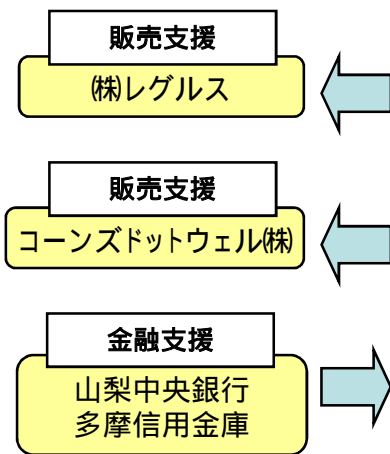 販売支援
㈱レグルス
販売支援
コーンズドットウェル㈱
金融支援
山梨中央銀行
多摩信用金庫